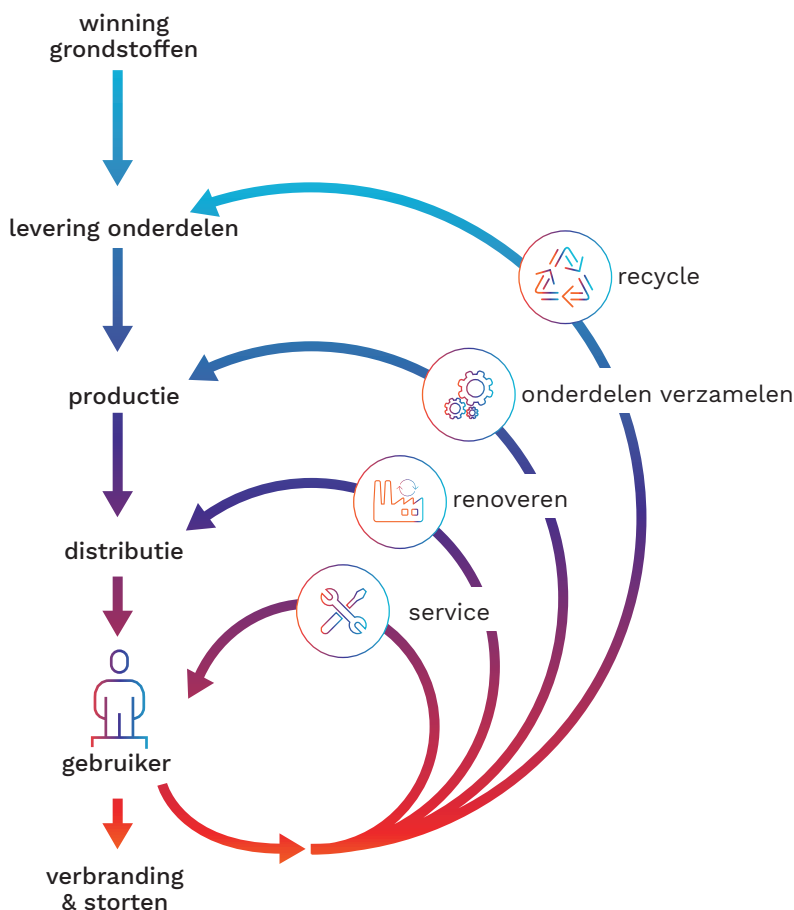 winning
grondstoffen
levering onderdelen
recycle
productie
onderdelen verzamelen
renoveren
distributie
service
gebruiker
verbranding
& storten